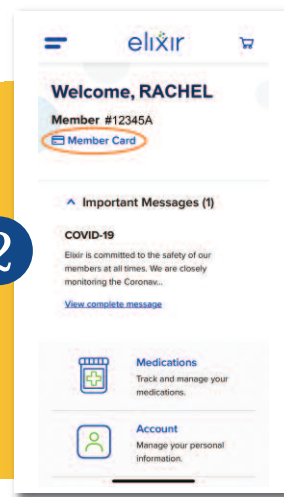 elixir
Welcome, RACHEL
Member #12345A
Member Card
Important Messages (1)
2
COVID-19
Elixir is committed to the safety of our
members at all times. We are closely
monitoring the Coronav...
View complete message
Medications
Track and manage your
medications.
Account
Manage your personal
information.